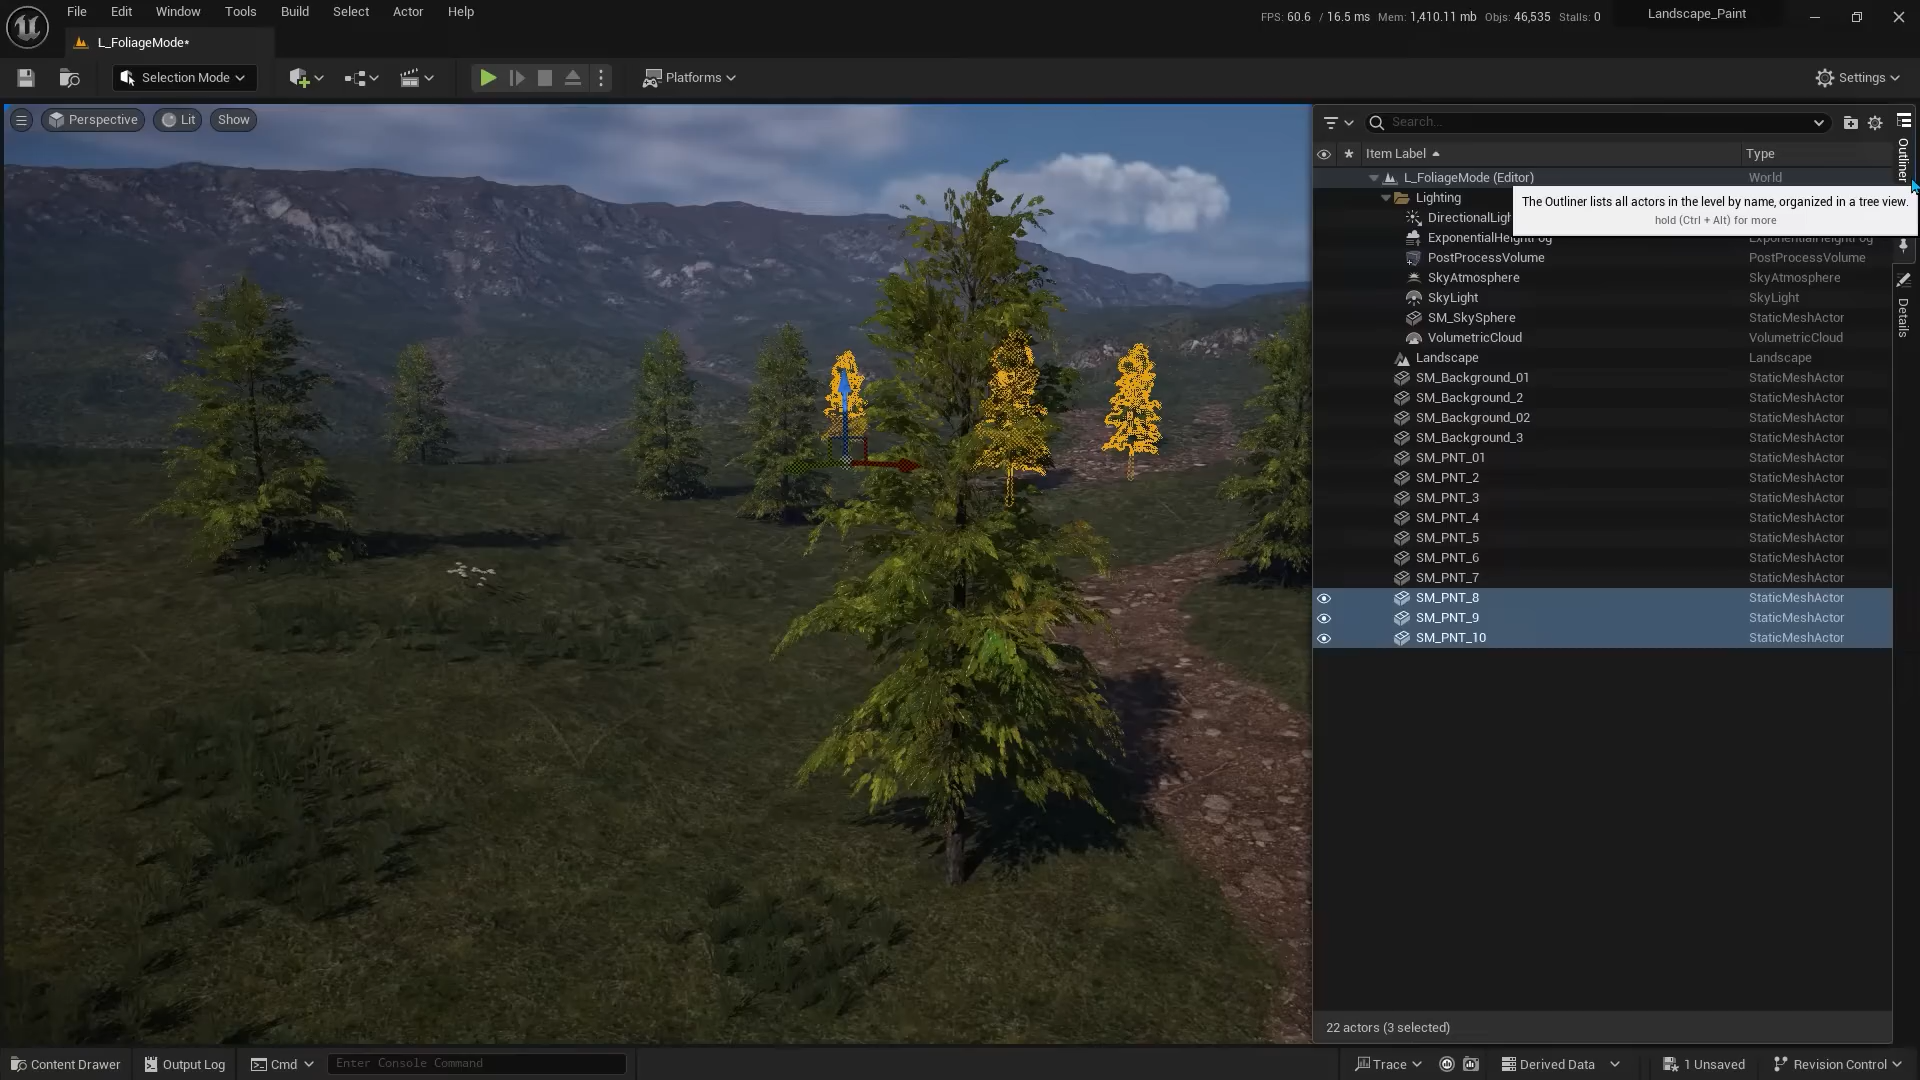 File Edit Window Tools Build Select Actor Help
FPS: 60.6 / 16.5 ms Mem: 1,410.11 mb Objs: 46,535 Stalls: 0
Landscape_Paint
L_FoliageMode*
Selection Mode
Platforms
Settings
Perspective Lit Show
Search...
Item Label Type
Outliner
Details
L_FoliageMode (Editor) World
Lighting
The Outliner lists all actors in the level by name, organized in a tree view.
hold (Ctrl + Alt) for more
DirectionalLigh
ExponentialHeightFog ExponentialHeightFog
PostProcessVolume PostProcessVolume
SkyAtmosphere SkyAtmosphere
SkyLight SkyLight
SM_SkySphere StaticMeshActor
VolumetricCloud VolumetricCloud
Landscape Landscape
SM_Background_01 StaticMeshActor
SM_Background_2 StaticMeshActor
SM_Background_02 StaticMeshActor
SM_Background_3 StaticMeshActor
SM_PNT_01 StaticMeshActor
SM_PNT_2 StaticMeshActor
SM_PNT_3 StaticMeshActor
SM_PNT_4 StaticMeshActor
SM_PNT_5 StaticMeshActor
SM_PNT_6 StaticMeshActor
SM_PNT_7 StaticMeshActor
SM_PNT_8 StaticMeshActor
SM_PNT_9 StaticMeshActor
SM_PNT_10 StaticMeshActor
22 actors (3 selected)
Content Drawer Output Log Cmd Enter Console Command
Trace Derived Data 1 Unsaved Revision Control